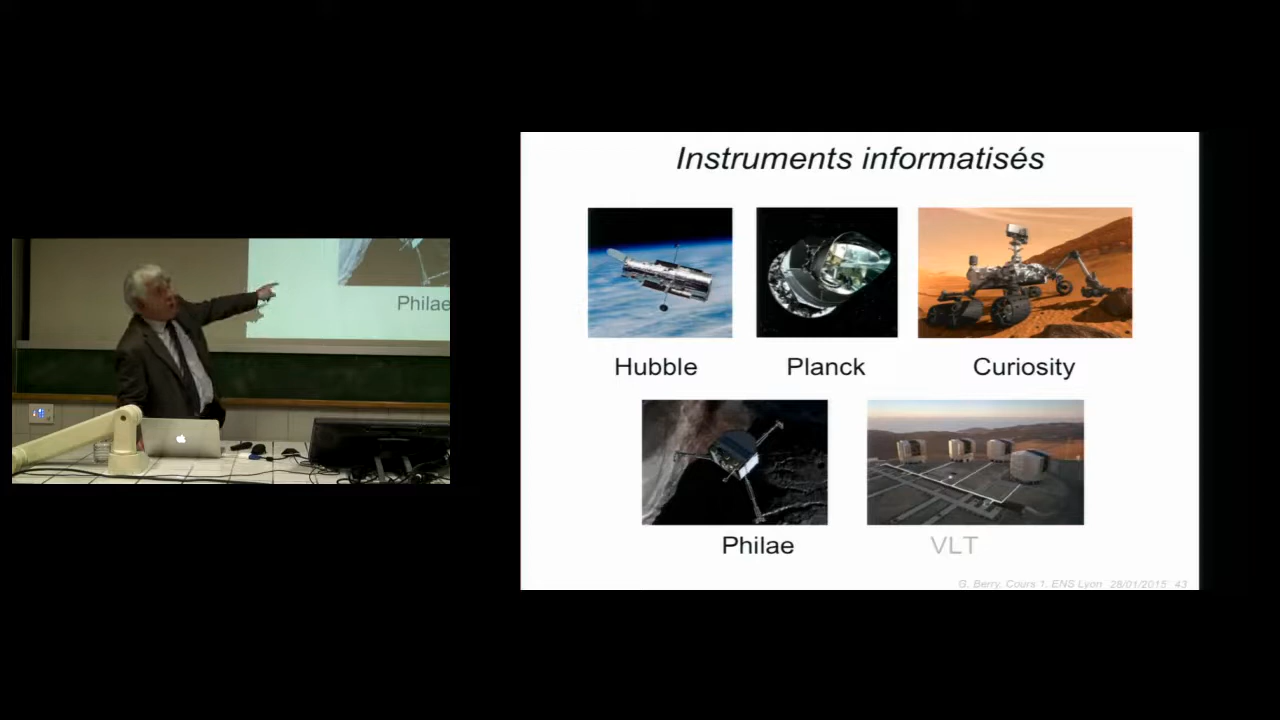 Instruments informatisés
Hubble
Planck
Curiosity
Philae
VLT
G. Berry, Cours 1, ENS Lyon 28/01/2015 43
Philae